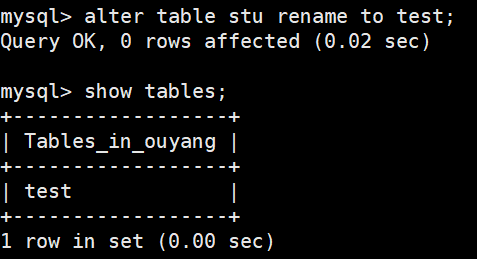 mysql> alter table stu rename to test;
Query OK, 0 rows affected (0.02 sec)
mysql> show tables;
+------------------+
| Tables_in_ouyang |
+------------------+
| test             |
+------------------+
1 row in set (0.00 sec)